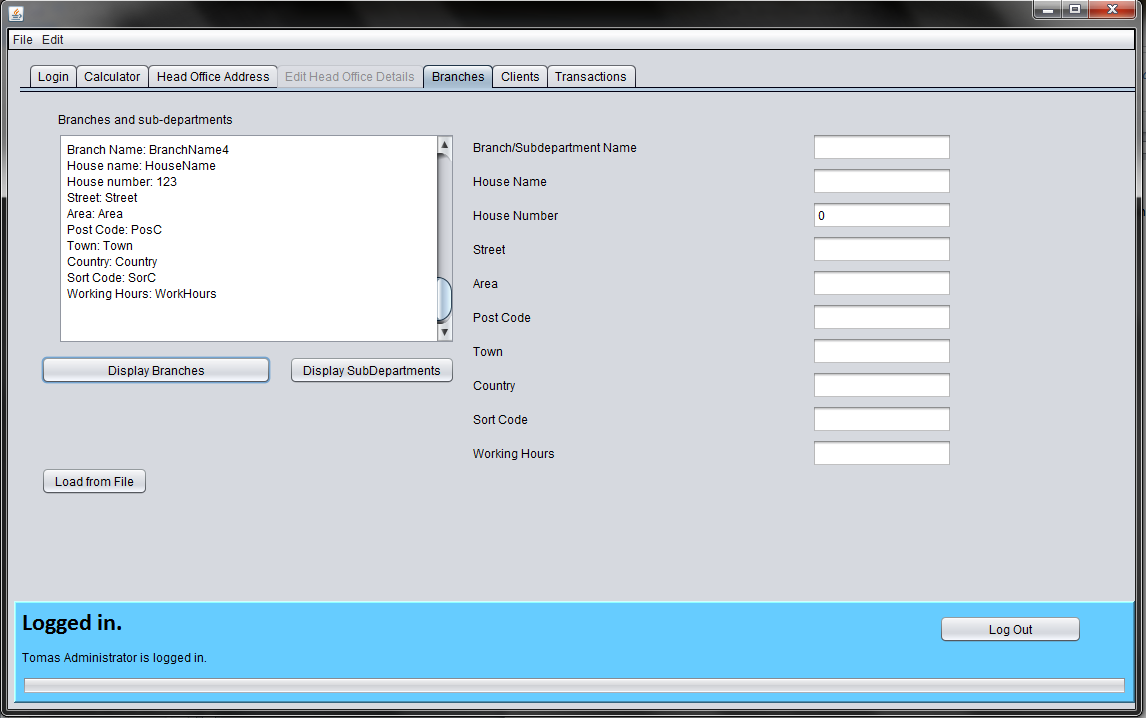 File Edit
Login Calculator Head Office Address Edit Head Office Details Branches Clients Transactions
Branches and sub-departments
Branch Name: BranchName4
House name: HouseName
House number: 123
Street: Street
Area: Area
Post Code: PosC
Town: Town
Country: Country
Sort Code: SorC
Working Hours: WorkHours
Display Branches Display SubDepartments
Load from File
Branch/Subdepartment Name
House Name
House Number 0
Street
Area
Post Code
Town
Country
Sort Code
Working Hours
Logged in.
Log Out
Tomas Administrator is logged in.